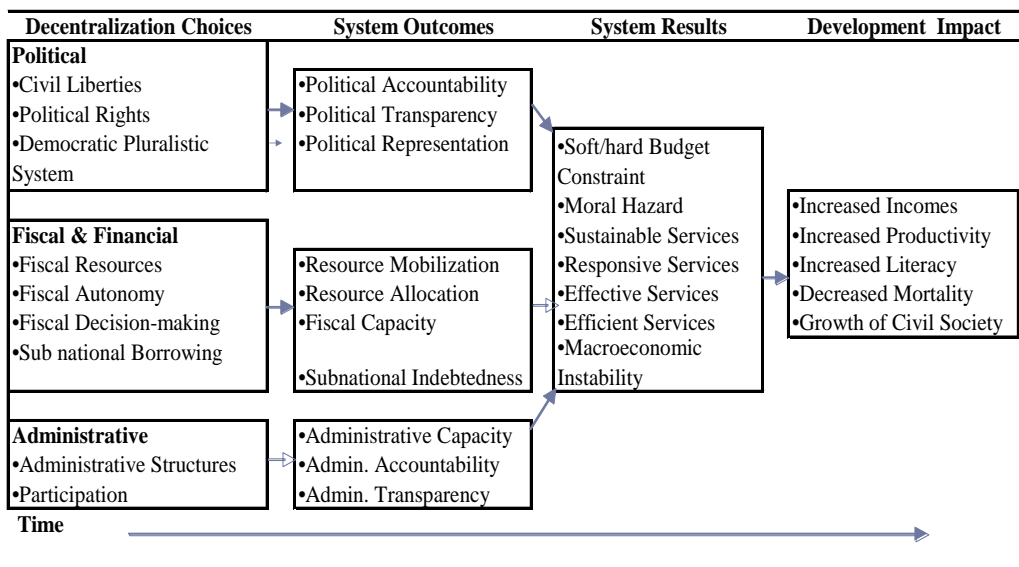 Decentralization Choices
System Outcomes
System Results
Development Impact
Political
•Civil Liberties
•Political Rights
•Democratic Pluralistic
System
•Political Accountability
•Political Transparency
•Political Representation
Fiscal & Financial
•Fiscal Resources
•Fiscal Autonomy
•Fiscal Decision-making
•Sub national Borrowing
•Resource Mobilization
•Resource Allocation
•Fiscal Capacity
•Subnational Indebtedness
Administrative
•Administrative Structures
•Participation
•Administrative Capacity
•Admin. Accountability
•Admin. Transparency
•Soft/hard Budget
Constraint
•Moral Hazard
•Sustainable Services
•Responsive Services
•Effective Services
•Efficient Services
•Macroeconomic
Instability
•Increased Incomes
•Increased Productivity
•Increased Literacy
•Decreased Mortality
•Growth of Civil Society
Time